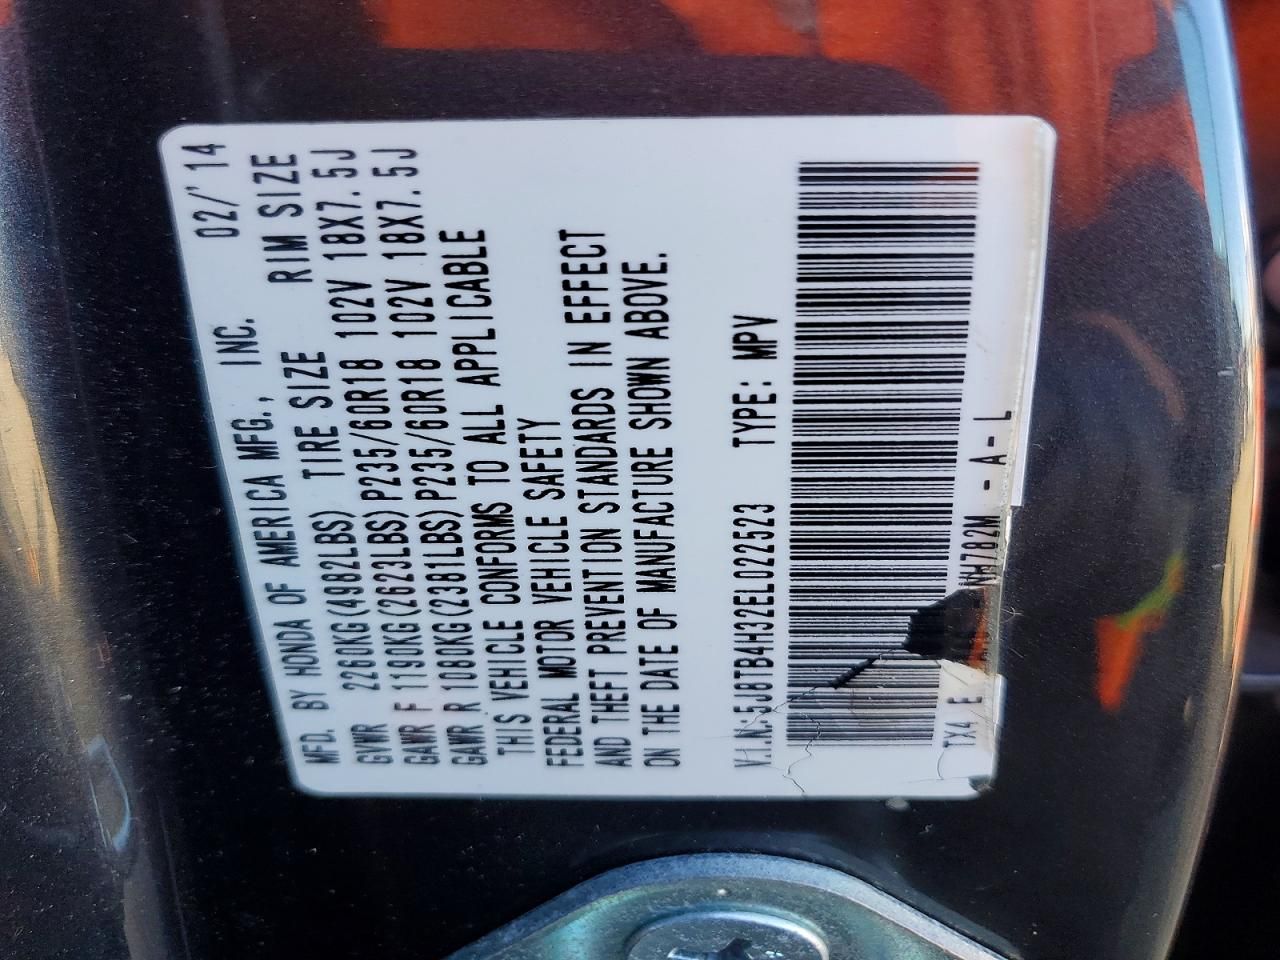 MFD. BY HONDA OF AMERICA MFG., INC. 02/'14
GVWR 2260KG(4982LBS) TIRE SIZE RIM SIZE
GAWR F 1190KG(2623LBS)P235/60R18 102V 18X7.5J
GAWR R 1080KG(2381LBS)P235/60R18 102V 18X7.5J
THIS VEHICLE CONFORMS TO ALL APPLICABLE
FEDERAL MOTOR VEHICLE SAFETY
AND THEFT PREVENTION STANDARDS IN EFFECT
ON THE DATE OF MANUFACTURE SHOWN ABOVE.
V.I.N:5J8TB4H32EL022523 TYPE: MPV
TX4 E NH782M -A-L